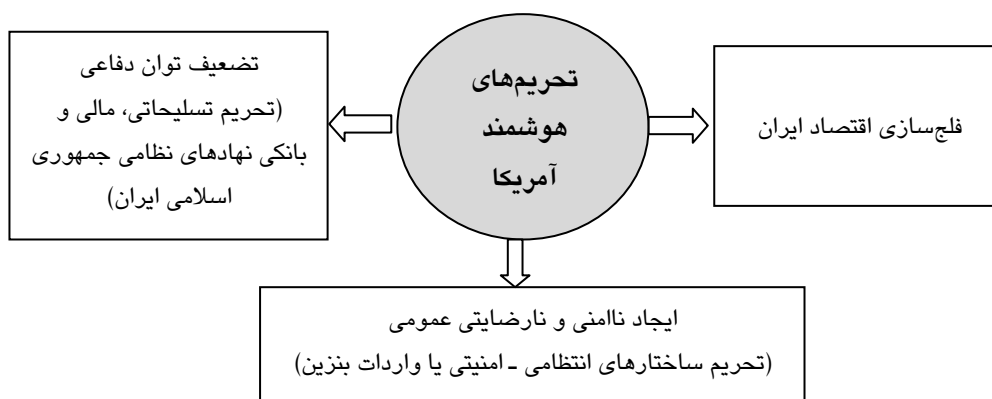 تحریم‌های
هوشمند
آمریکا
فلج‌سازی اقتصاد ایران
تضعیف توان دفاعی
(تحریم تسلیحاتی، مالی و
بانکی نهادهای نظامی جمهوری
اسلامی ایران)
ایجاد ناامنی و نارضایتی عمومی
(تحریم ساختارهای انتظامی ـ امنیتی یا واردات بنزین)